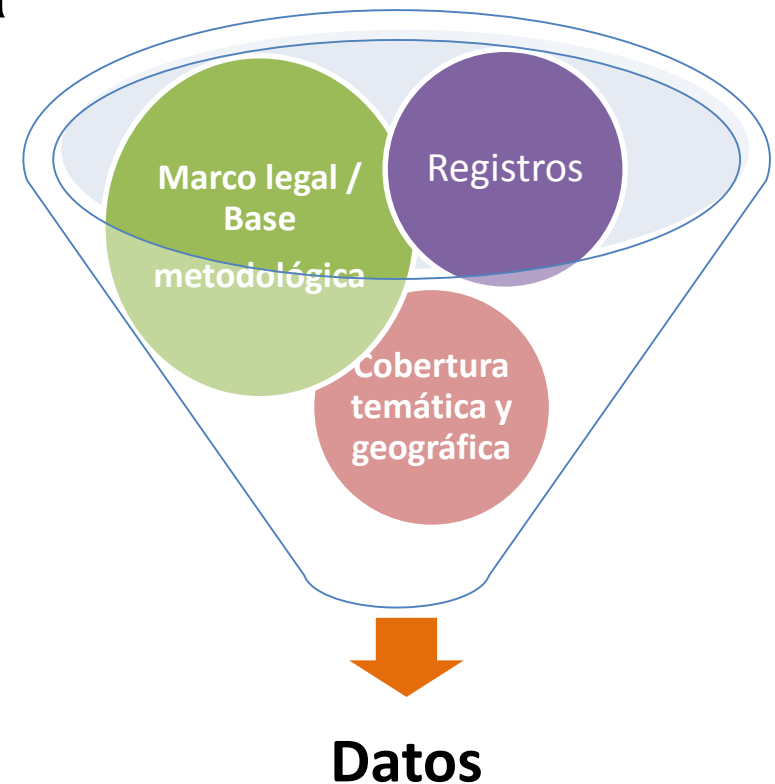 Marco legal /
Base
metodológica
Registros
Cobertura
temática y
geográfica
Datos